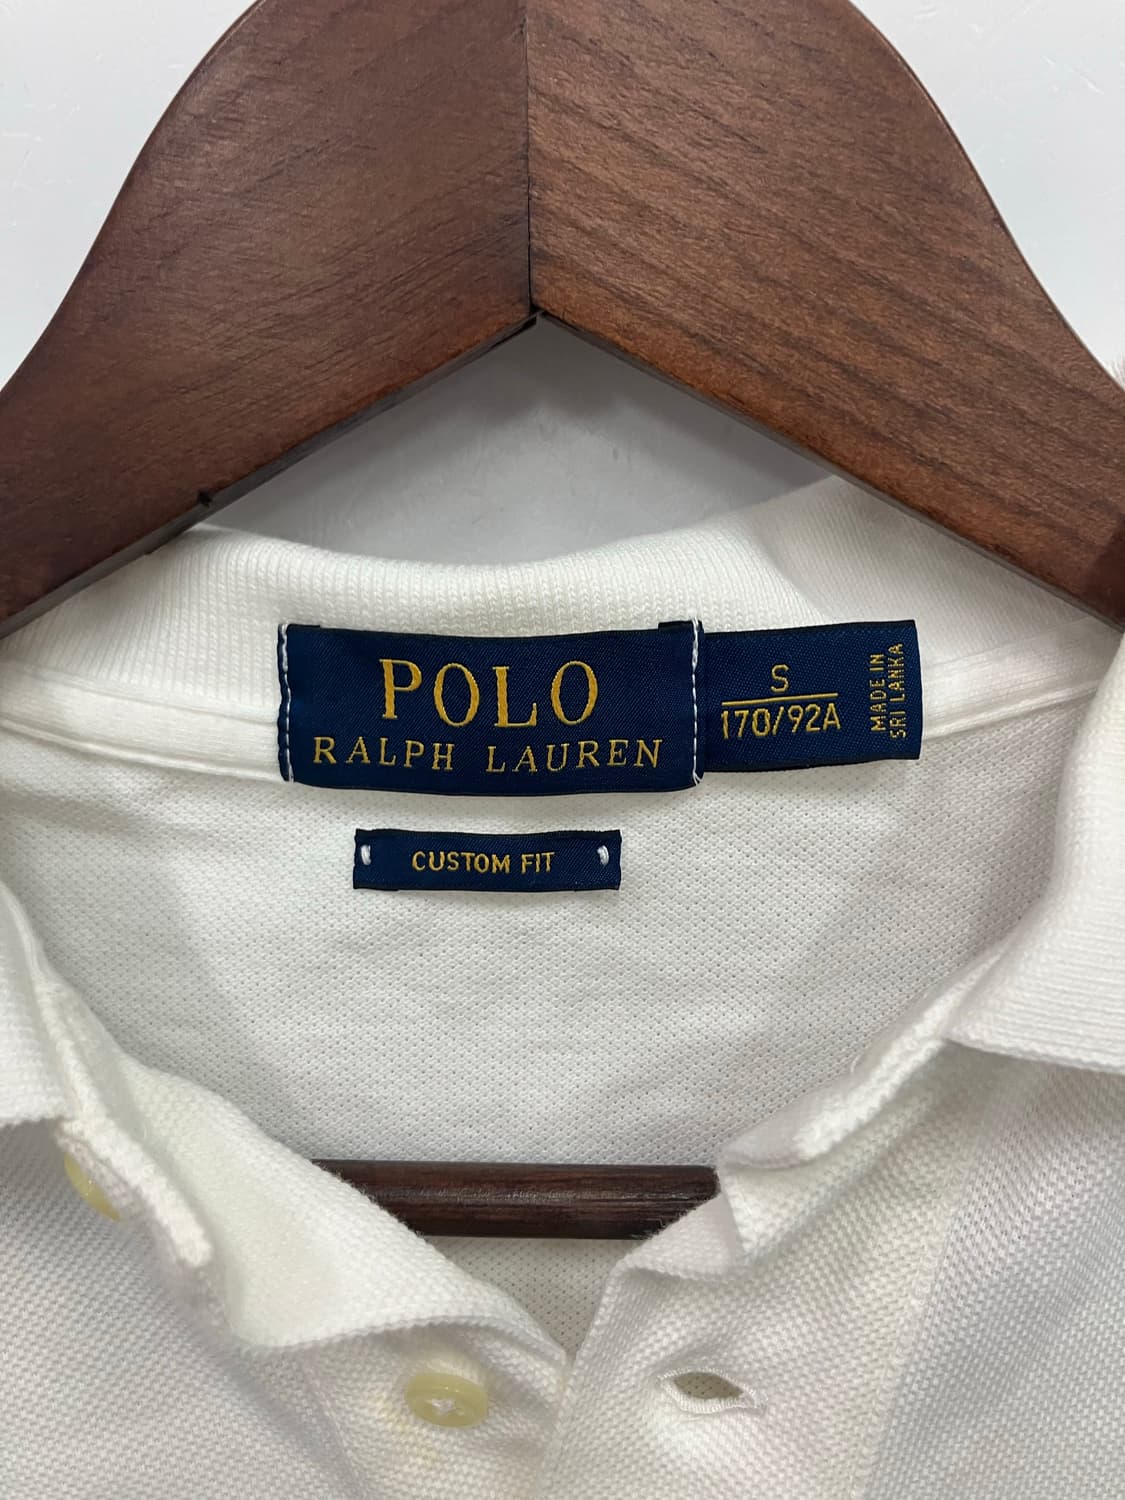 POLO
RALPH LAUREN
S
170/92A
MADE IN
SRI LANKA
CUSTOM FIT